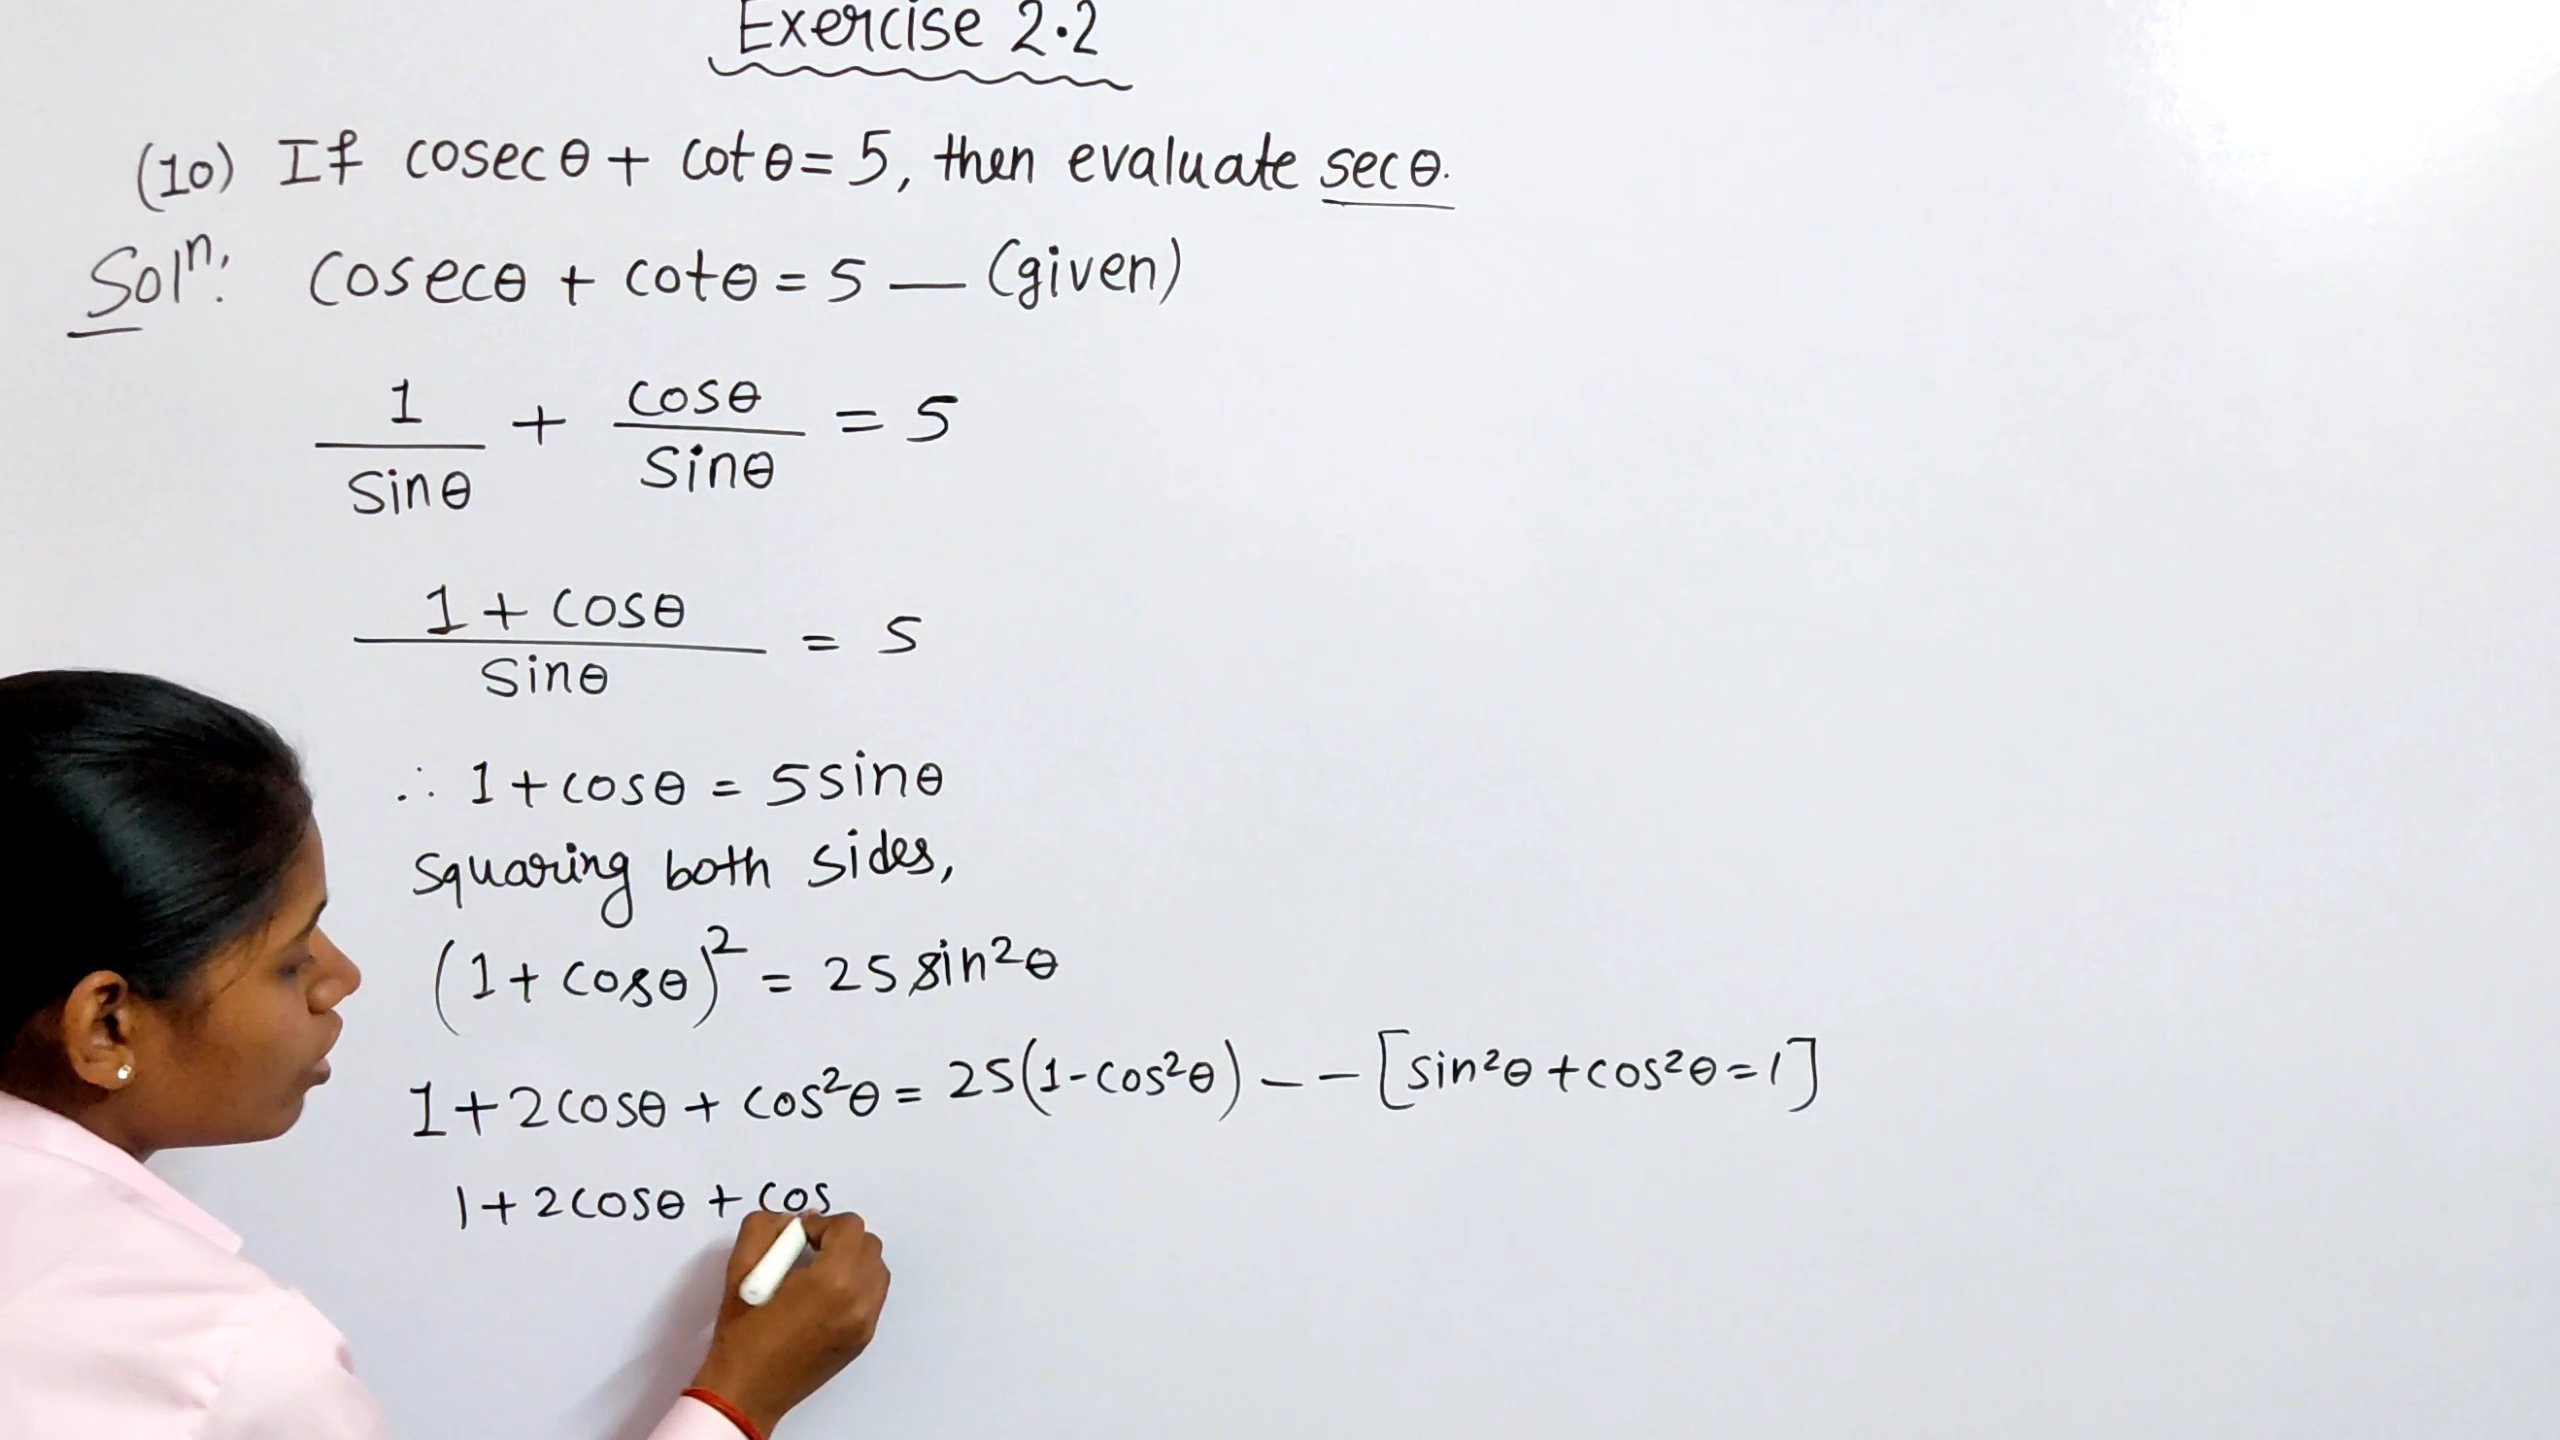 Exercise 2.2
(10) If cosecθ + cotθ = 5, then evaluate secθ.
Solⁿ: cosecθ + cotθ = 5 — (given)
1/sinθ + cosθ/sinθ = 5
1 + cosθ/sinθ = 5
∴ 1 + cosθ = 5sinθ
squaring both sides,
(1 + cosθ)² = 25 sin²θ
1 + 2cosθ + cos²θ = 25(1 - cos²θ) – – [sin²θ + cos²θ = 1]
1 + 2cosθ + cos